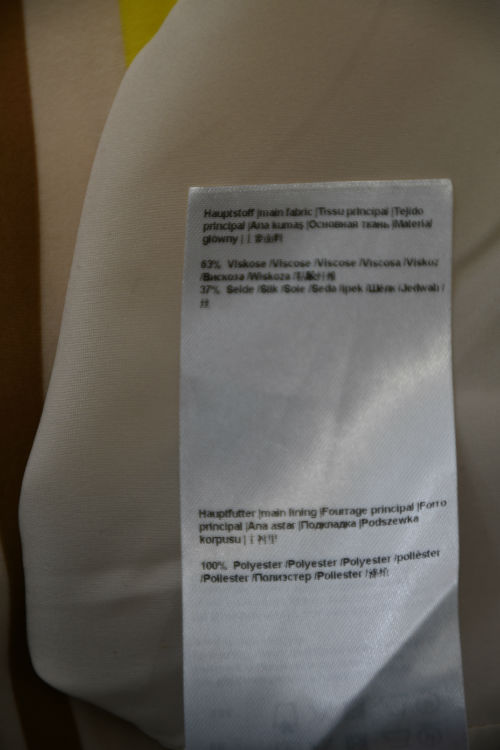 Hauptstoff |main fabric |Tissu principal |Tejido
principal |Ana kumaş |Основная ткань |Material
główny |
63% Viskose /Viscose /Viscose /Viscosa /Viskoz
/Вискоза /Wiskoza /
37% Seide /Silk /Soie /Seda /ipek /Шёлк /Jedwab /
Hauptfutter |main lining |Fourrage principal |Forro
principal |Ana astar |Подкладка |Podszewka
korpusu |
100% Polyester /Polyester /Polyester /poliéster
/Poliester /Полиэстер /Poliester /